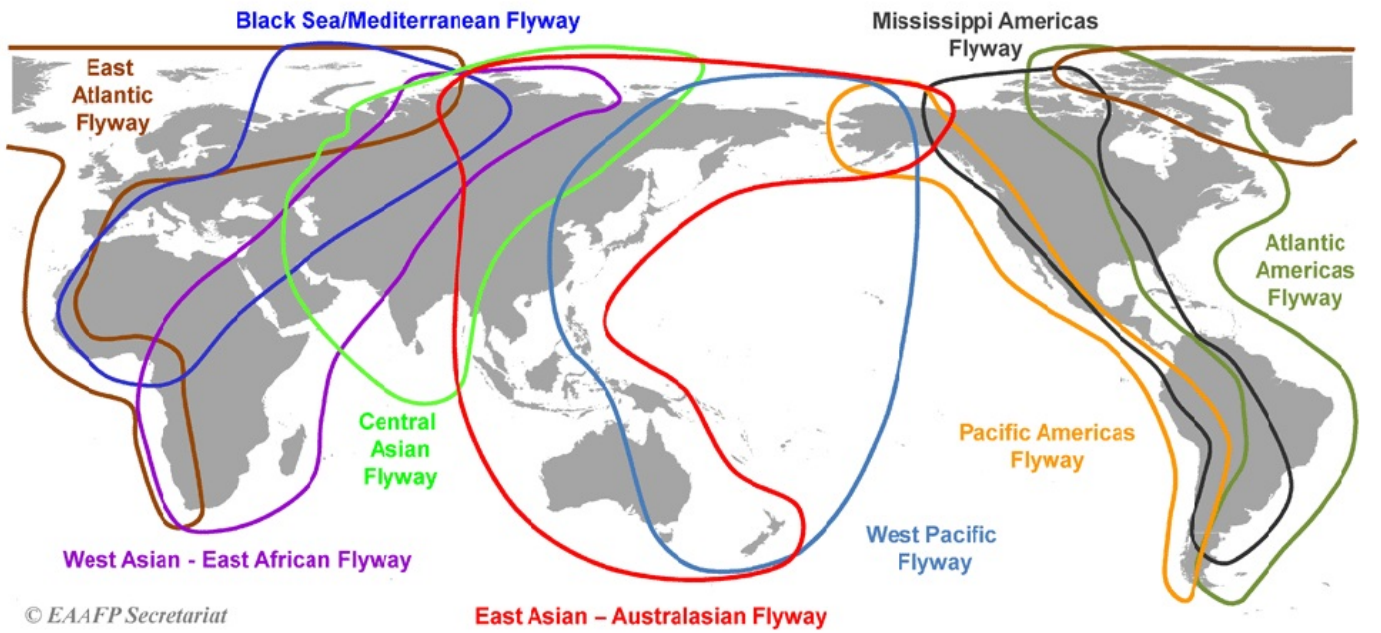 Black Sea/Mediterranean Flyway
Mississippi Americas
Flyway
East
Atlantic
Flyway
Atlantic
Americas
Flyway
Central
Asian
Flyway
Pacific Americas
Flyway
West Pacific
Flyway
West Asian - East African Flyway
East Asian – Australasian Flyway
© EAAFP Secretariat